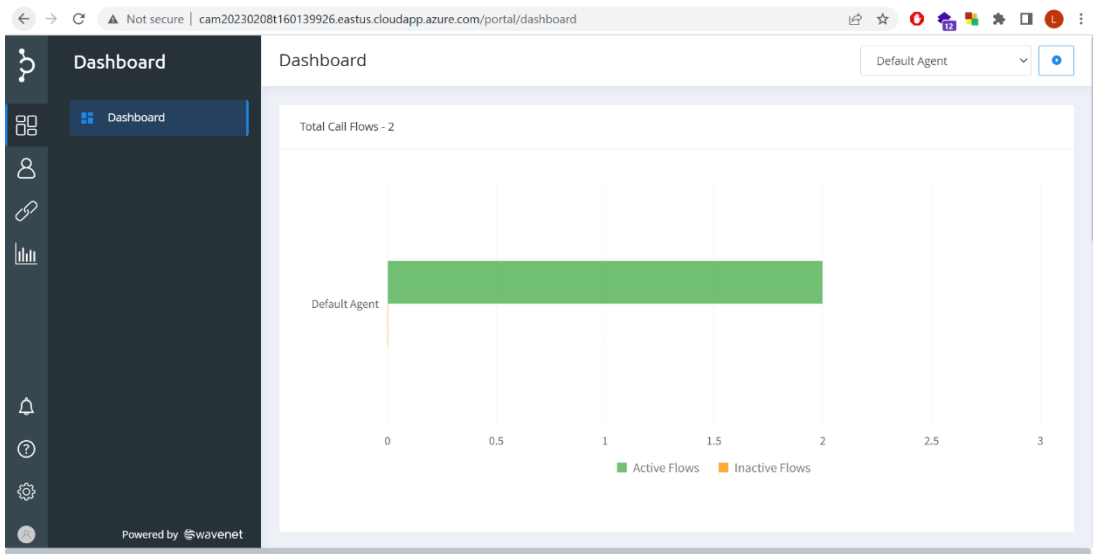 Not secure | cam20230208t160139926.eastus.cloudapp.azure.com/portal/dashboard
12
L
Dashboard
Dashboard
Default Agent
Dashboard
Total Call Flows - 2
Default Agent
0 0.5 1 1.5 2 2.5 3
Active Flows Inactive Flows
Powered by wavenet